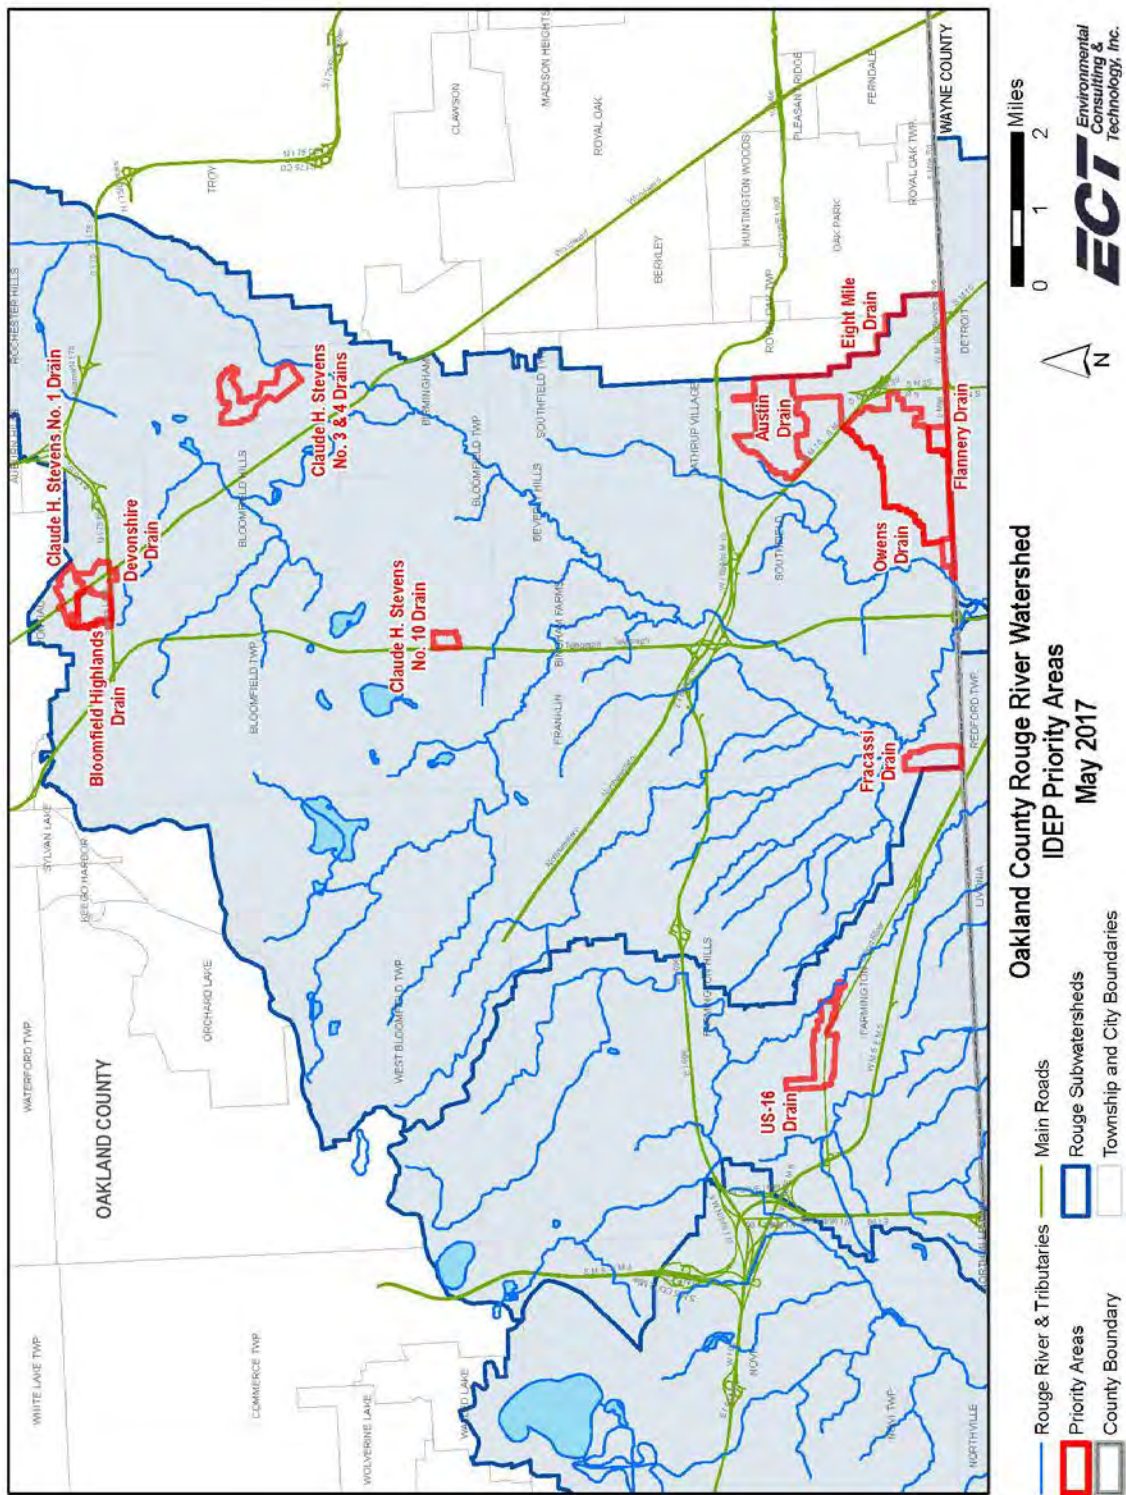 WHITE LAKE TWP.
WATERFORD TWP.
SYLVAN LAKE
KEEGO HARBOR
OAKLAND COUNTY
ORCHARD LAKE
COMMERCE TWP.
WOLVERINE LAKE
WEST BLOOMFIELD TWP.
BLOOMFIELD TWP.
BLOOMFIELD HILLS
ROCHESTER HILLS
TROY
CLAWSON
MADISON HEIGHTS
ROYAL OAK
BERKLEY
HUNTINGTON WOODS
PLEASANT RIDGE
FERNDALE
OAK PARK
ROYAL OAK TWP.
BIRMINGHAM
BLOOMFIELD TWP.
BEVERLY HILLS
BINGHAM FARMS
FRANKLIN
SOUTHFIELD
FARMINGTON HILLS
FARMINGTON
NOVI
NOVI TWP.
NORTHVILLE
LIVONIA
REDFORD TWP.
DETROIT
WAYNE COUNTY
Telegraph
Woodward
Claude H. Stevens No. 1 Drain
Devonshire
Drain
Bloomfield Highlands
Drain
Claude H. Stevens
No. 3 & 4 Drains
Claude H. Stevens
No. 10 Drain
Eight Mile
Drain
Austin
Drain
Owens
Drain
Flannery Drain
Fracassi
Drain
US-16
Drain
Oakland County Rouge River Watershed
IDEP Priority Areas
May 2017
Rouge River & Tributaries
Main Roads
Priority Areas
Rouge Subwatersheds
County Boundary
Township and City Boundaries
0 1 2 Miles
N
ECT Environmental
Consulting &
Technology, Inc.